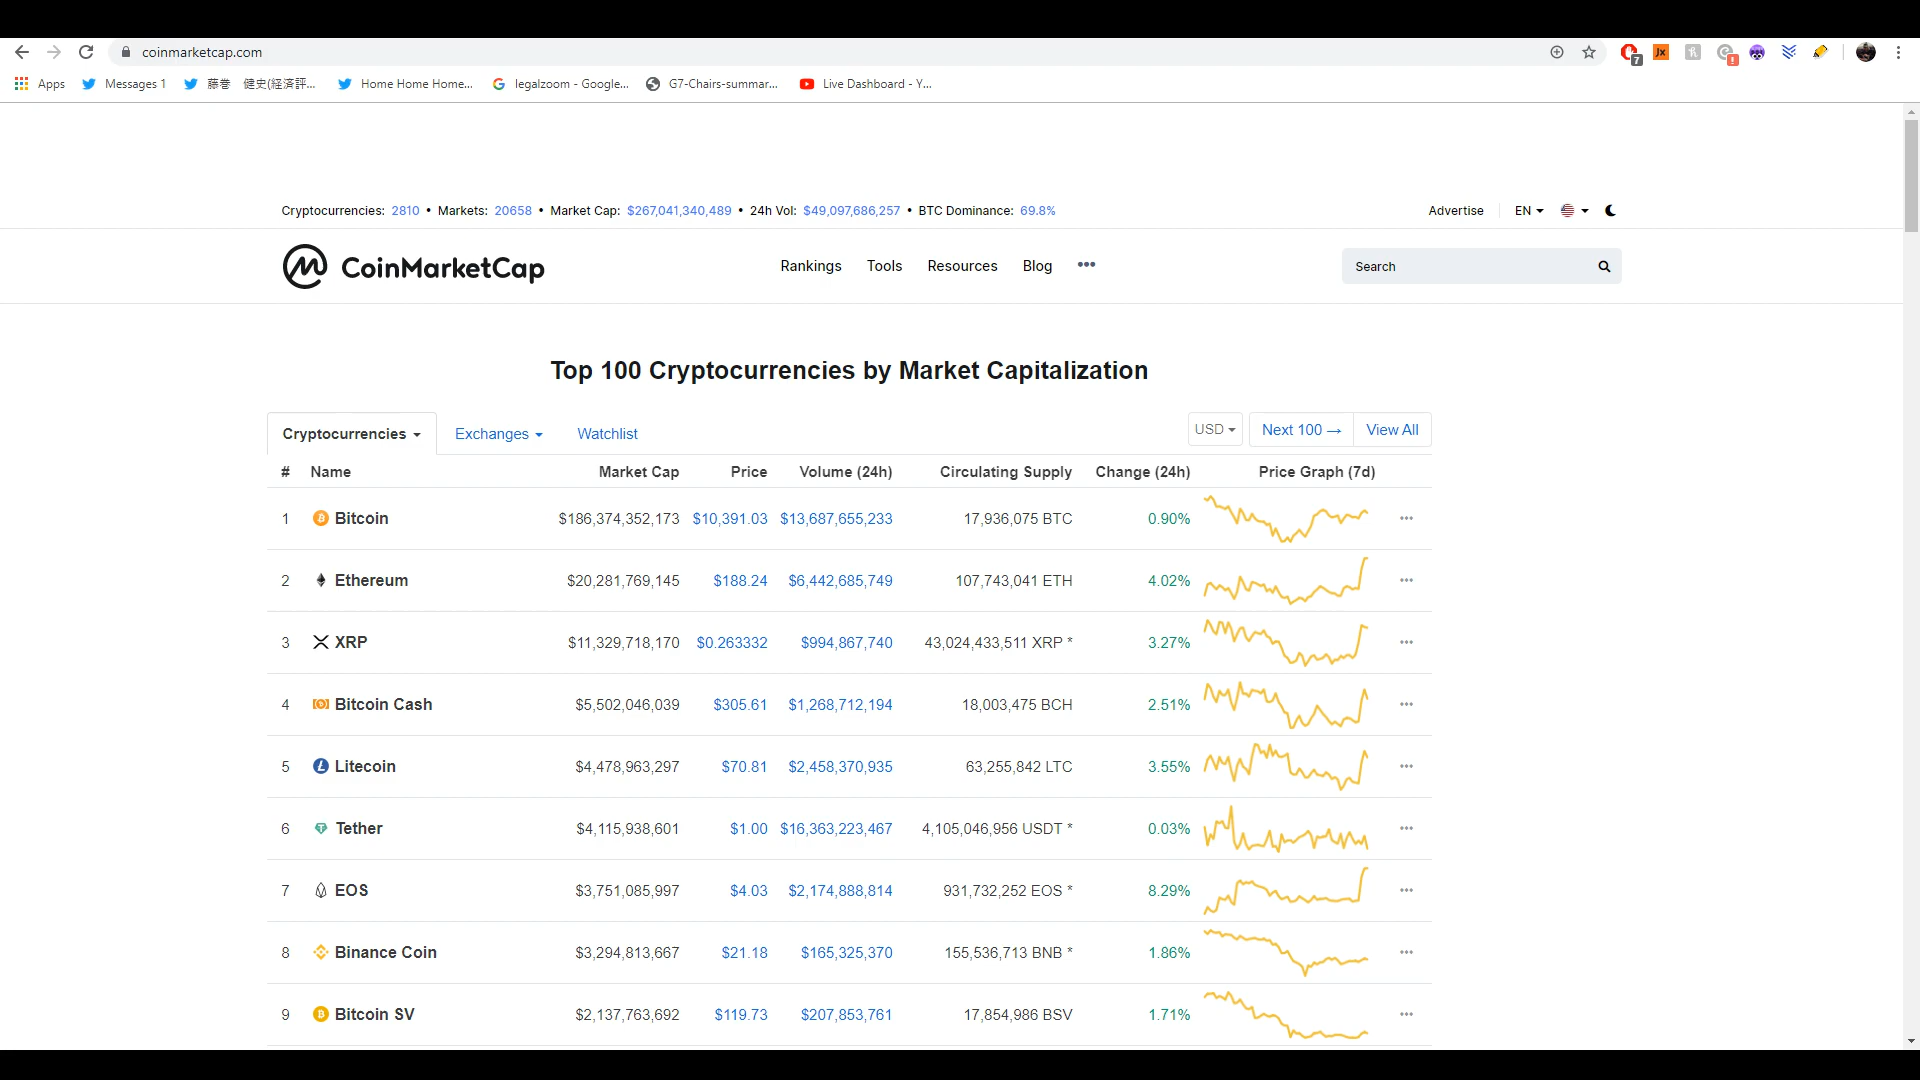 coinmarketcap.com
7
Jx
Apps Messages 1 藤巻 健史(経済評... Home Home Home... legalzoom - Google... G7-Chairs-summar... Live Dashboard - Y...
Cryptocurrencies: 2810 • Markets: 20658 • Market Cap: $267,041,340,489 • 24h Vol: $49,097,686,257 • BTC Dominance: 69.8%
Advertise EN
CoinMarketCap
Rankings Tools Resources Blog •••
Search
Top 100 Cryptocurrencies by Market Capitalization
Cryptocurrencies Exchanges Watchlist
USD Next 100 → View All
# Name Market Cap Price Volume (24h) Circulating Supply Change (24h) Price Graph (7d)
1 Bitcoin $186,374,352,173 $10,391.03 $13,687,655,233 17,936,075 BTC 0.90%
2 Ethereum $20,281,769,145 $188.24 $6,442,685,749 107,743,041 ETH 4.02%
3 XRP $11,329,718,170 $0.263332 $994,867,740 43,024,433,511 XRP * 3.27%
4 Bitcoin Cash $5,502,046,039 $305.61 $1,268,712,194 18,003,475 BCH 2.51%
5 Litecoin $4,478,963,297 $70.81 $2,458,370,935 63,255,842 LTC 3.55%
6 Tether $4,115,938,601 $1.00 $16,363,223,467 4,105,046,956 USDT * 0.03%
7 EOS $3,751,085,997 $4.03 $2,174,888,814 931,732,252 EOS * 8.29%
8 Binance Coin $3,294,813,667 $21.18 $165,325,370 155,536,713 BNB * 1.86%
9 Bitcoin SV $2,137,763,692 $119.73 $207,853,761 17,854,986 BSV 1.71%